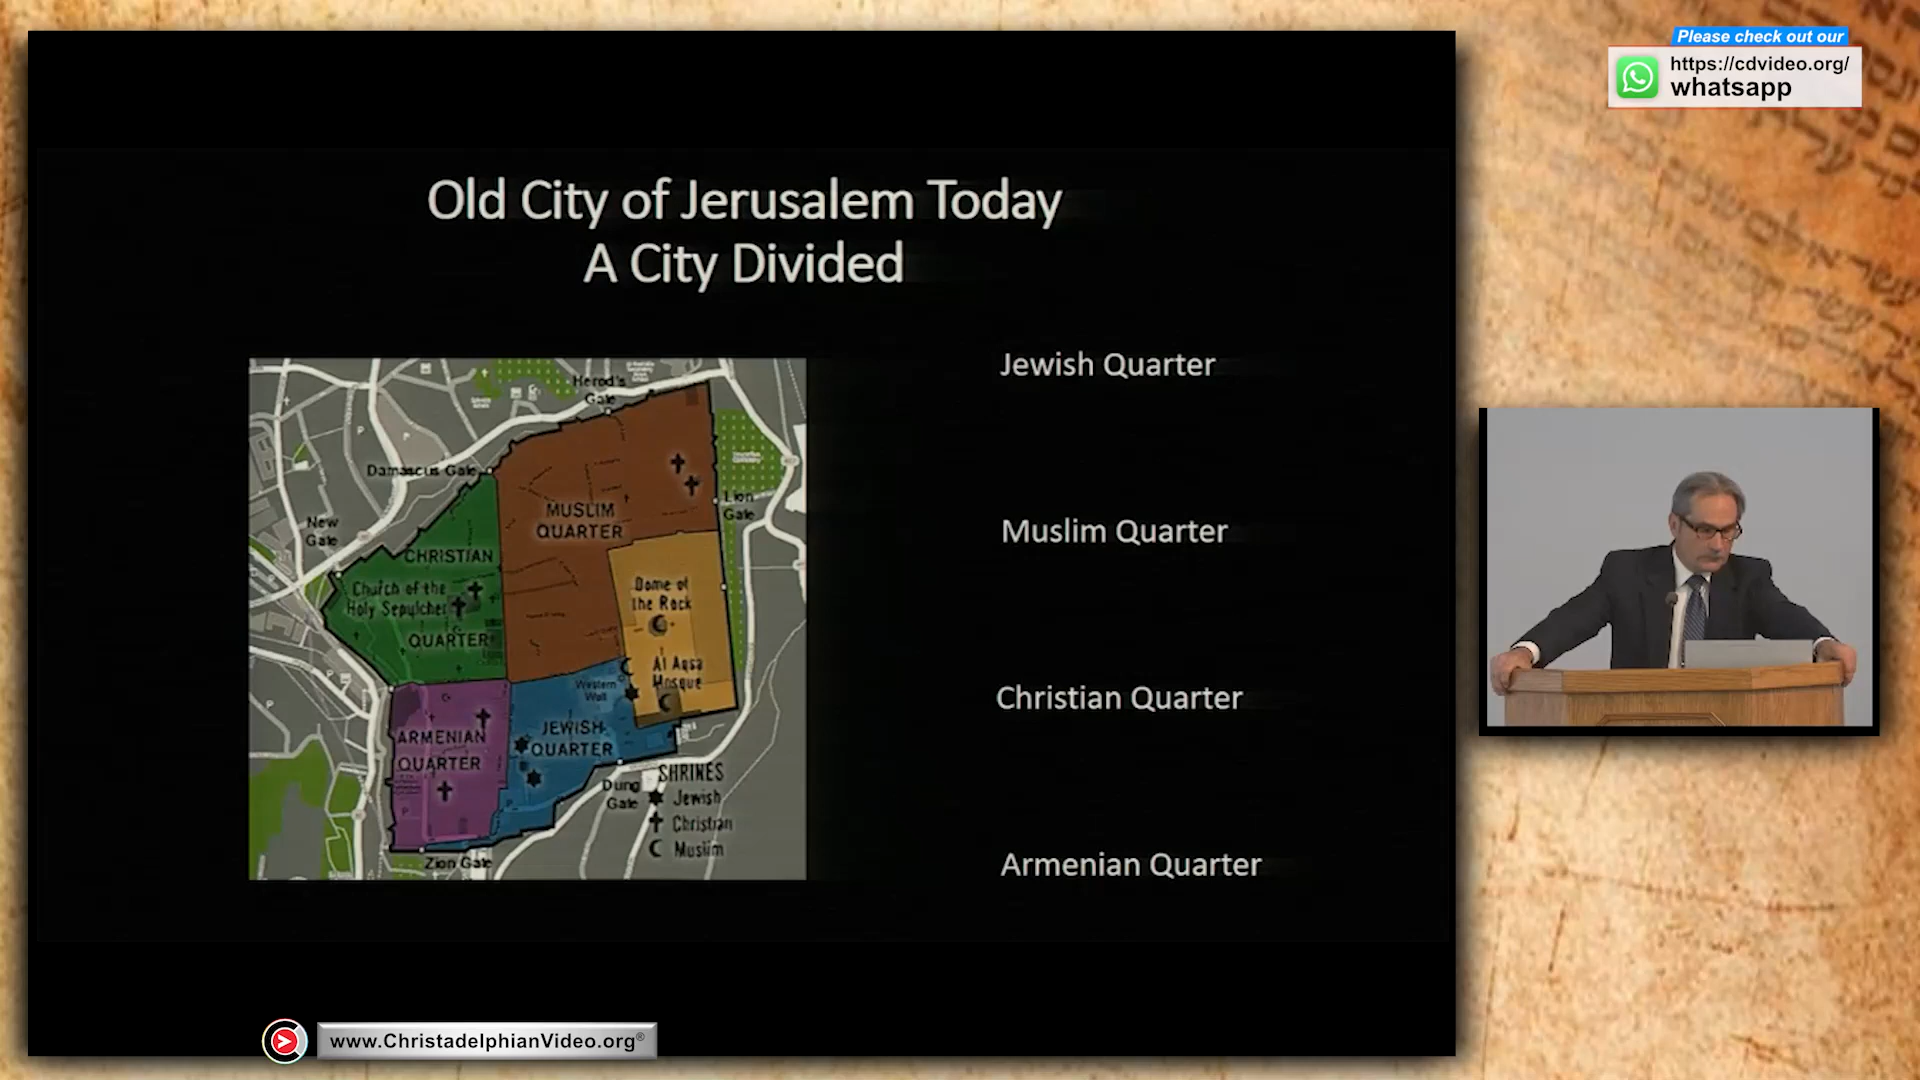 Please check out our
https://cdvideo.org/
whatsapp
Old City of Jerusalem Today
A City Divided
Jewish Quarter
Muslim Quarter
Christian Quarter
Armenian Quarter
Herod's
Gate
Damascus Gate
New
Gate
Lion
Gate
MUSLIM
QUARTER
CHRISTIAN
Church of the
Holy Sepulcher
QUARTER
Dome of
the Rock
Al Aqsa
Mosque
Western
Wall
JEWISH
QUARTER
ARMENIAN
QUARTER
Dung
Gate
Zion Gate
SHRINES
Jewish
Christian
Muslim
www.ChristadelphianVideo.org®